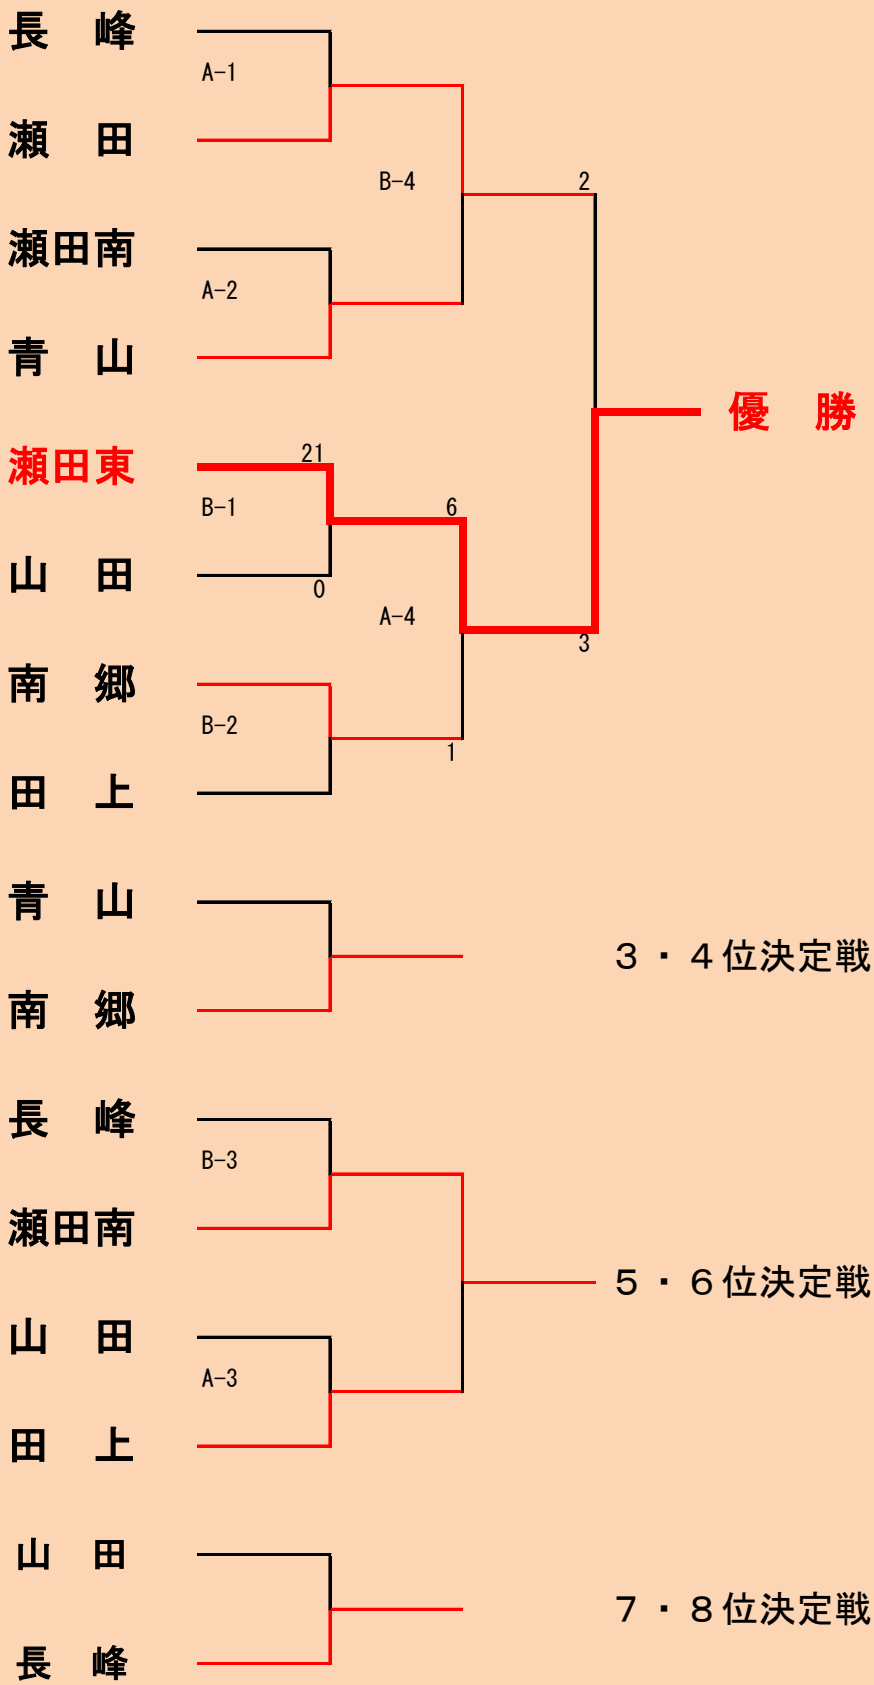 長　峰
A-1
瀬　田
B-4
2
瀬田南
A-2
青　山
優　勝
瀬田東
21
B-1
6
山　田
0
A-4
3
南　郷
B-2
1
田　上
青　山
３・４位決定戦
南　郷
長　峰
B-3
瀬田南
５・６位決定戦
山　田
A-3
田　上
山　田
７・８位決定戦
長　峰